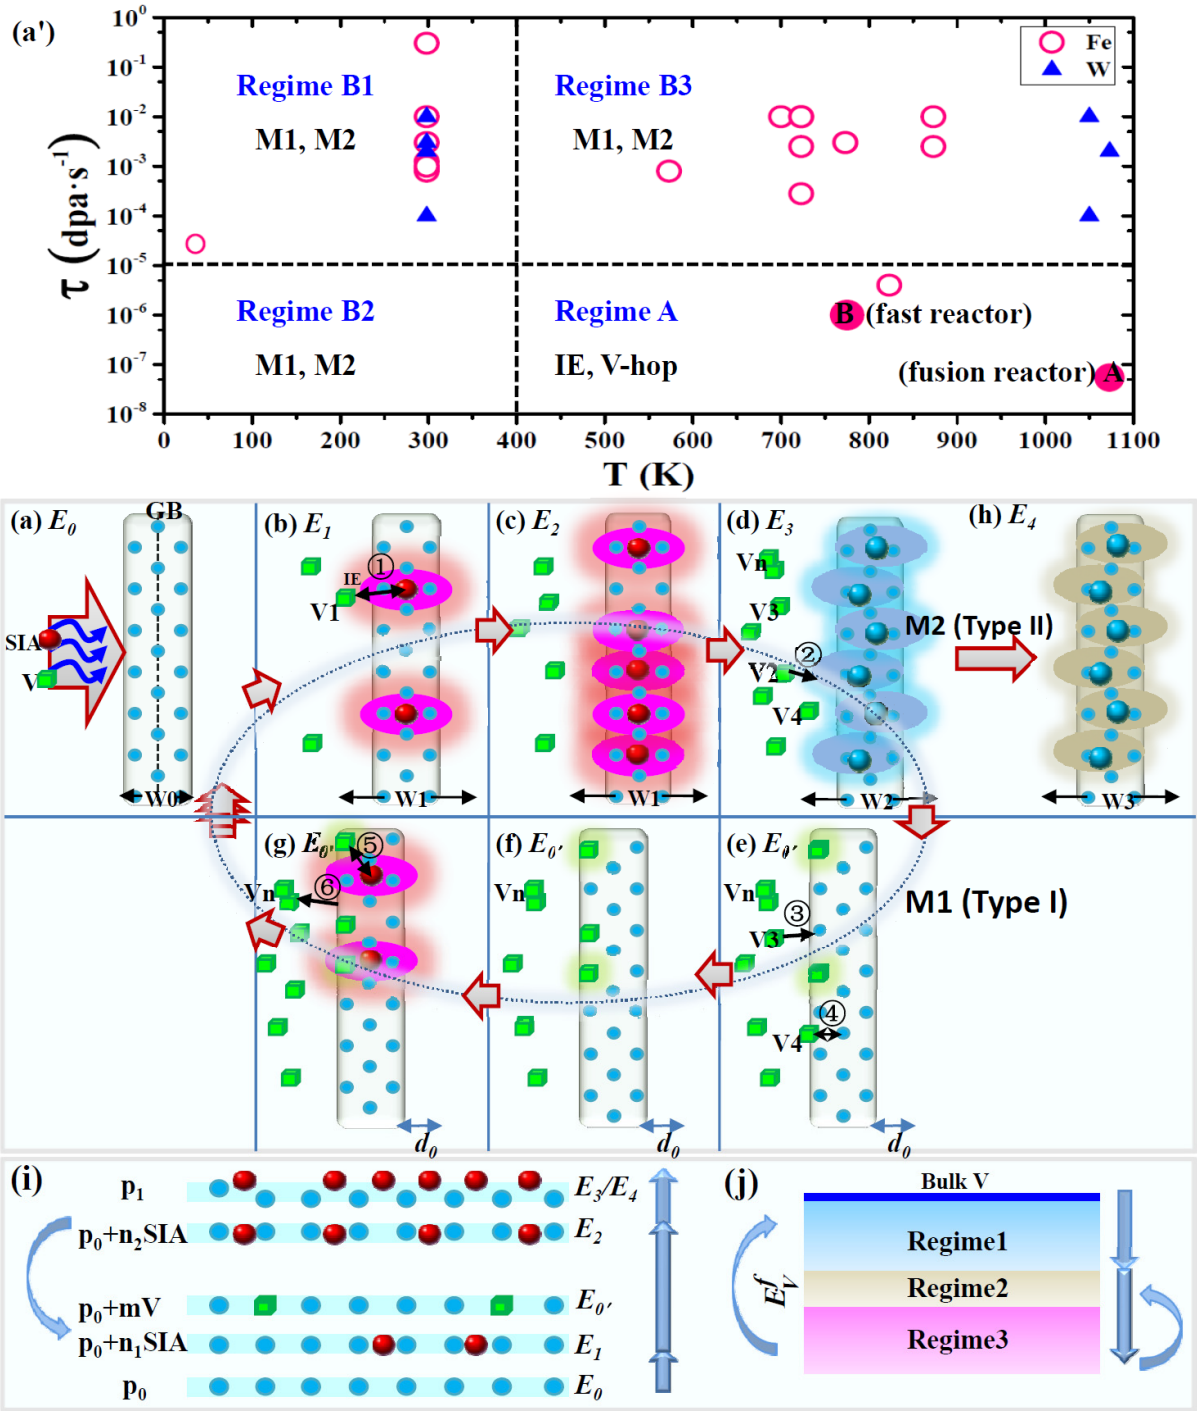 (a')
Fe
W
10⁰
10⁻¹
10⁻²
10⁻³
10⁻⁴
10⁻⁵
10⁻⁶
10⁻⁷
10⁻⁸
τ (dpa·s⁻¹)
Regime B1
M1, M2
Regime B3
M1, M2
Regime B2
M1, M2
Regime A
IE, V-hop
B (fast reactor)
(fusion reactor) A
0 100 200 300 400 500 600 700 800 900 1000 1100
T (K)
(a) E₀
GB
SIA
V
W0
(b) E₁
①
IE
V1
W1
(c) E₂
W1
(d) E₃
Vn
V3
②
V2
V4
W2
M2 (Type II)
(h) E₄
W3
(g) E₀′
⑤
⑥
Vn
d₀
(f) E₀′
Vn
(e) E₀′
Vn
③
V3
④
V4
d₀
M1 (Type I)
(i)
p₁ E₃/E₄
p₀+n₂SIA E₂
p₀+mV E₀′
p₀+n₁SIA E₁
p₀ E₀
(j)
Bulk V
Regime1
Regime2
Regime3
E_V^f